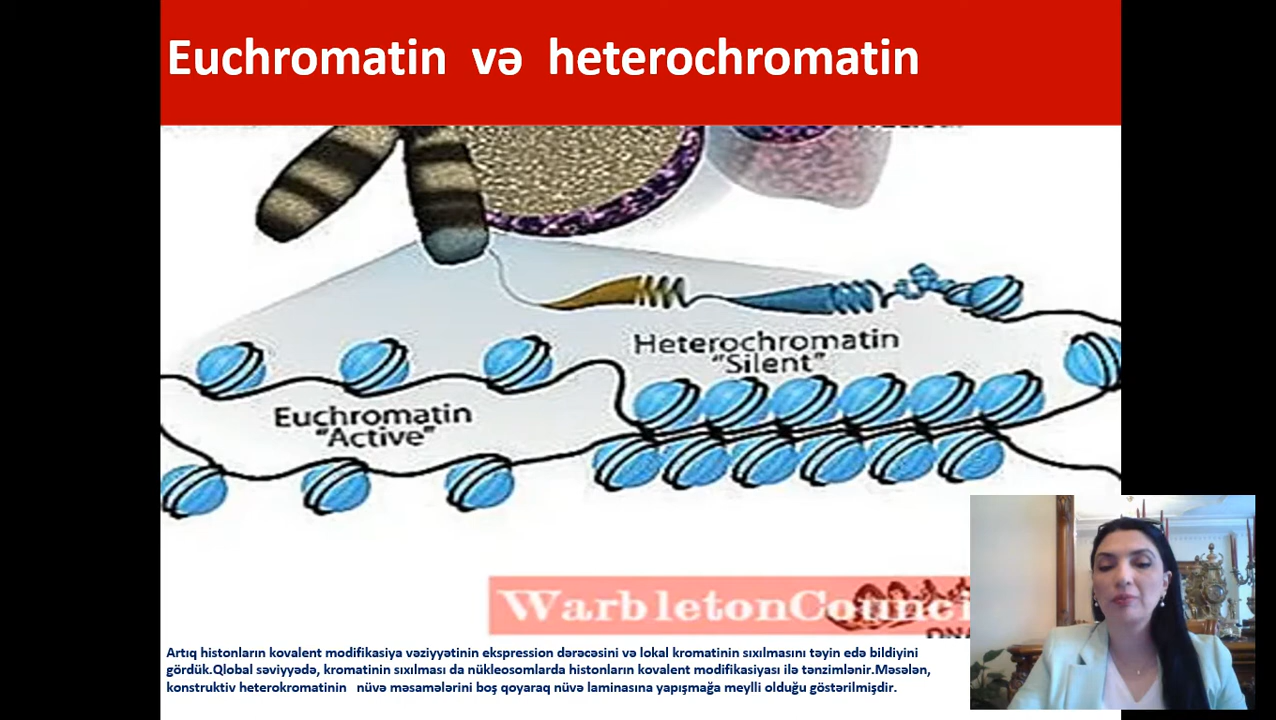 Euchromatin və heterochromatin
Heterochromatin
"Silent"
Euchromatin
"Active"
WarbletonCounci
DNA
Artıq histonların kovalent modifikasiya vəziyyətinin ekspression dərəcəsini və lokal kromatinin sıxılmasını təyin edə bildiyini
gördük.Qlobal səviyyədə, kromatinin sıxılması da nükleosomlarda histonların kovalent modifikasiyası ilə tənzimlənir.Məsələn,
konstruktiv heterokromatinin nüvə məsamələrini boş qoyaraq nüvə laminasına yapışmağa meylli olduğu göstərilmişdir.